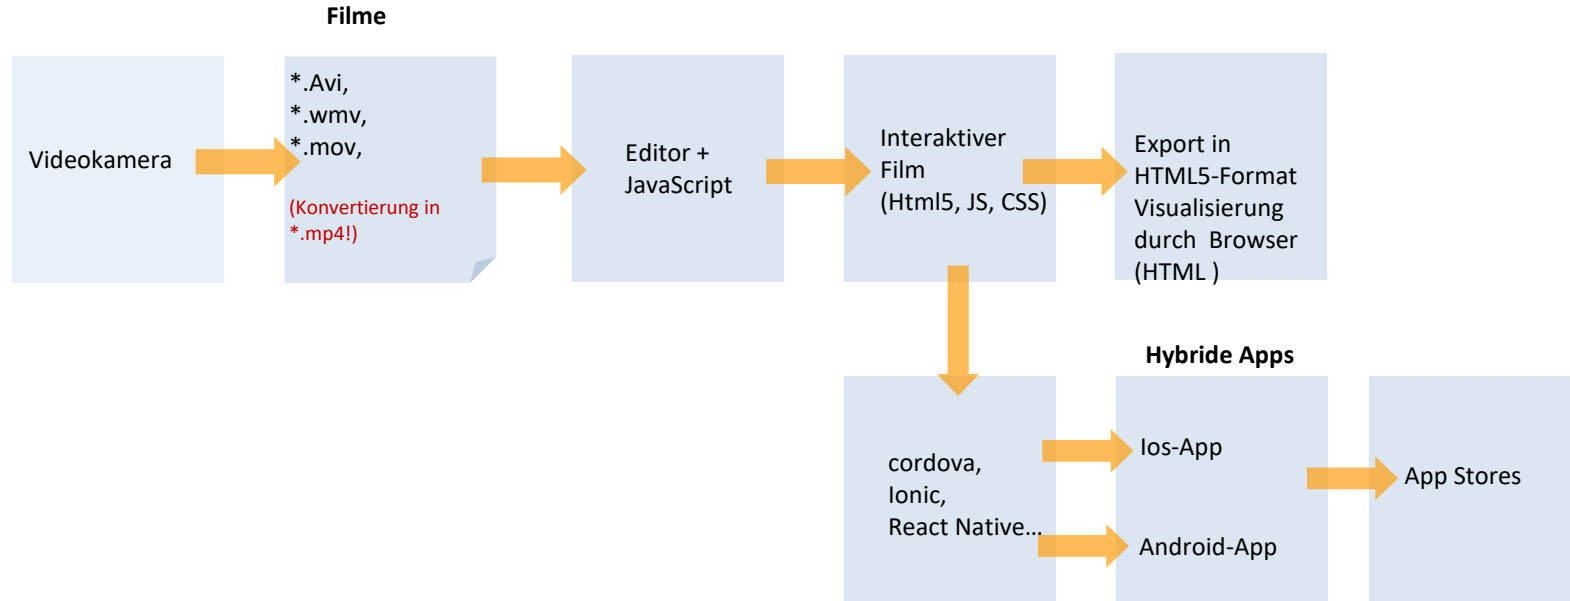 Filme
Videokamera
*.Avi,
*.wmv,
*.mov,
(Konvertierung in
*.mp4!)
Editor +
JavaScript
Interaktiver
Film
(Html5, JS, CSS)
Export in
HTML5-Format
Visualisierung
durch Browser
(HTML )
Hybride Apps
cordova,
Ionic,
React Native…
Ios-App
Android-App
App Stores